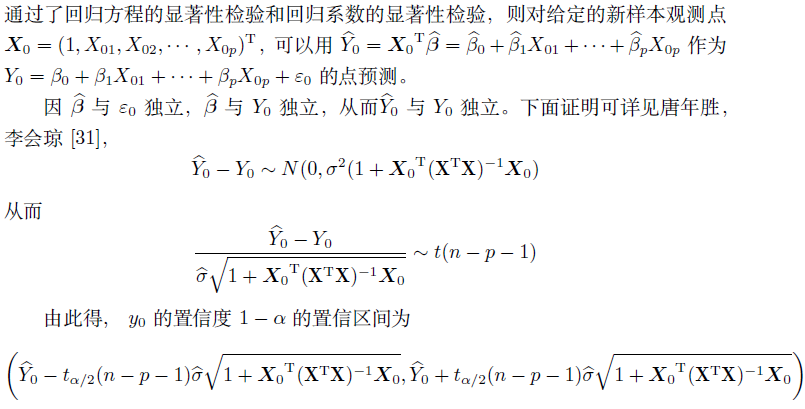 通过了回归方程的显著性检验和回归系数的显著性检验，则对给定的新样本观测点
$\boldsymbol{X}_0 = (1, X_{01}, X_{02}, \cdots, X_{0p})^{\mathrm{T}}$，可以用 $\widehat{Y}_0 = \boldsymbol{X}_0{}^{\mathrm{T}}\widehat{\boldsymbol{\beta}} = \widehat{\beta}_0 + \widehat{\beta}_1 X_{01} + \cdots + \widehat{\beta}_p X_{0p}$ 作为
$Y_0 = \beta_0 + \beta_1 X_{01} + \cdots + \beta_p X_{0p} + \varepsilon_0$ 的点预测。
因 $\widehat{\boldsymbol{\beta}}$ 与 $\varepsilon_0$ 独立，$\widehat{\boldsymbol{\beta}}$ 与 $Y_0$ 独立，从而$\widehat{Y}_0$ 与 $Y_0$ 独立。下面证明可详见唐年胜，
李会琼 [31]，
$\widehat{Y}_0 - Y_0 \sim N(0, \sigma^2(1 + \boldsymbol{X}_0{}^{\mathrm{T}}(\mathbf{X}^{\mathrm{T}}\mathbf{X})^{-1}\boldsymbol{X}_0)$
从而
$\frac{\widehat{Y}_0 - Y_0}{\widehat{\sigma}\sqrt{1 + \boldsymbol{X}_0{}^{\mathrm{T}}(\mathbf{X}^{\mathrm{T}}\mathbf{X})^{-1}\boldsymbol{X}_0}} \sim t(n - p - 1)$
由此得， $y_0$ 的置信度 $1 - \alpha$ 的置信区间为
$\left(\widehat{Y}_0 - t_{\alpha/2}(n - p - 1)\widehat{\sigma}\sqrt{1 + \boldsymbol{X}_0{}^{\mathrm{T}}(\mathbf{X}^{\mathrm{T}}\mathbf{X})^{-1}\boldsymbol{X}_0}, \widehat{Y}_0 + t_{\alpha/2}(n - p - 1)\widehat{\sigma}\sqrt{1 + \boldsymbol{X}_0{}^{\mathrm{T}}(\mathbf{X}^{\mathrm{T}}\mathbf{X})^{-1}\boldsymbol{X}_0}\right)$